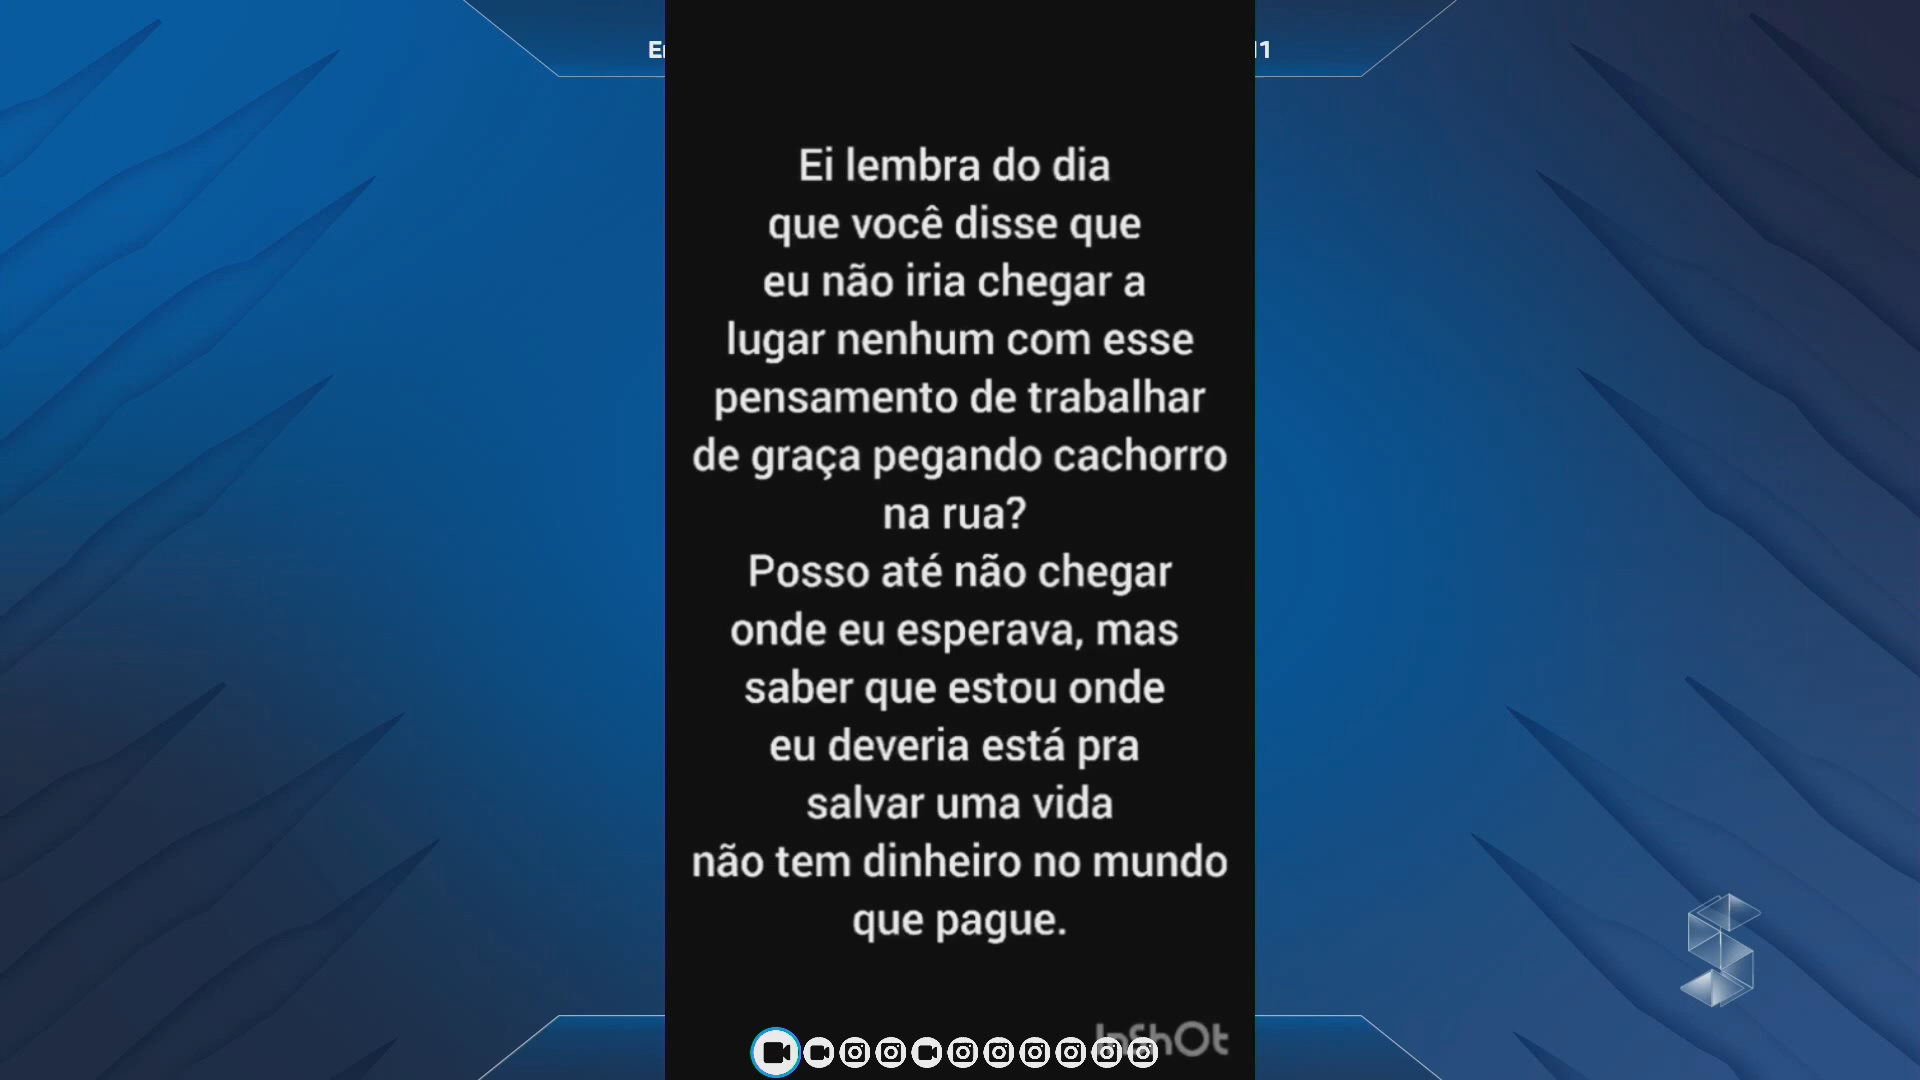 Ei lembra do dia
que você disse que
eu não iria chegar a
lugar nenhum com esse
pensamento de trabalhar
de graça pegando cachorro
na rua?
Posso até não chegar
onde eu esperava, mas
saber que estou onde
eu deveria está pra
salvar uma vida
não tem dinheiro no mundo
que pague.
InShOt